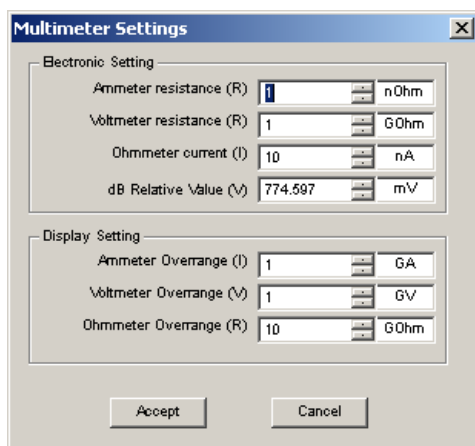 Multimeter Settings
Electronic Setting
Ammeter resistance (R) 1 nOhm
Voltmeter resistance (R) 1 GOhm
Ohmmeter current (I) 10 nA
dB Relative Value (V) 774.597 mV
Display Setting
Ammeter Overrange (I) 1 GA
Voltmeter Overrange (V) 1 GV
Ohmmeter Overrange (R) 10 GOhm
Accept Cancel